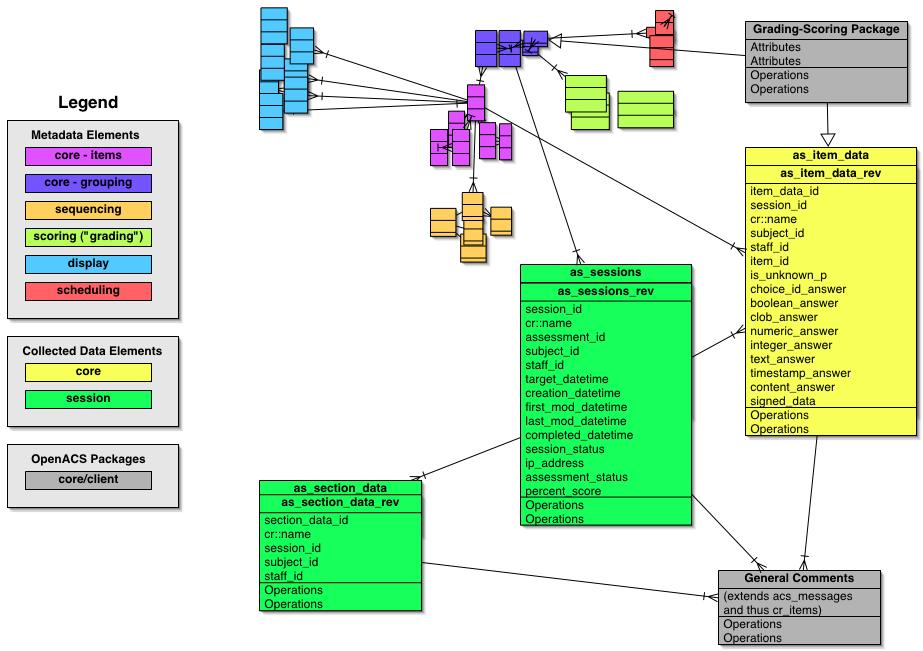 Legend
Metadata Elements
core - items
core - grouping
sequencing
scoring ("grading")
display
scheduling
Collected Data Elements
core
session
OpenACS Packages
core/client
Grading-Scoring Package
Attributes
Attributes
Operations
Operations
as_item_data
as_item_data_rev
item_data_id
session_id
cr::name
subject_id
staff_id
item_id
is_unknown_p
choice_id_answer
boolean_answer
clob_answer
numeric_answer
integer_answer
text_answer
timestamp_answer
content_answer
signed_data
Operations
Operations
as_sessions
as_sessions_rev
session_id
cr::name
assessment_id
subject_id
staff_id
target_datetime
creation_datetime
first_mod_datetime
last_mod_datetime
completed_datetime
session_status
ip_address
assessment_status
percent_score
Operations
Operations
as_section_data
as_section_data_rev
section_data_id
cr::name
session_id
subject_id
staff_id
Operations
Operations
General Comments
(extends acs_messages
and thus cr_items)
Operations
Operations